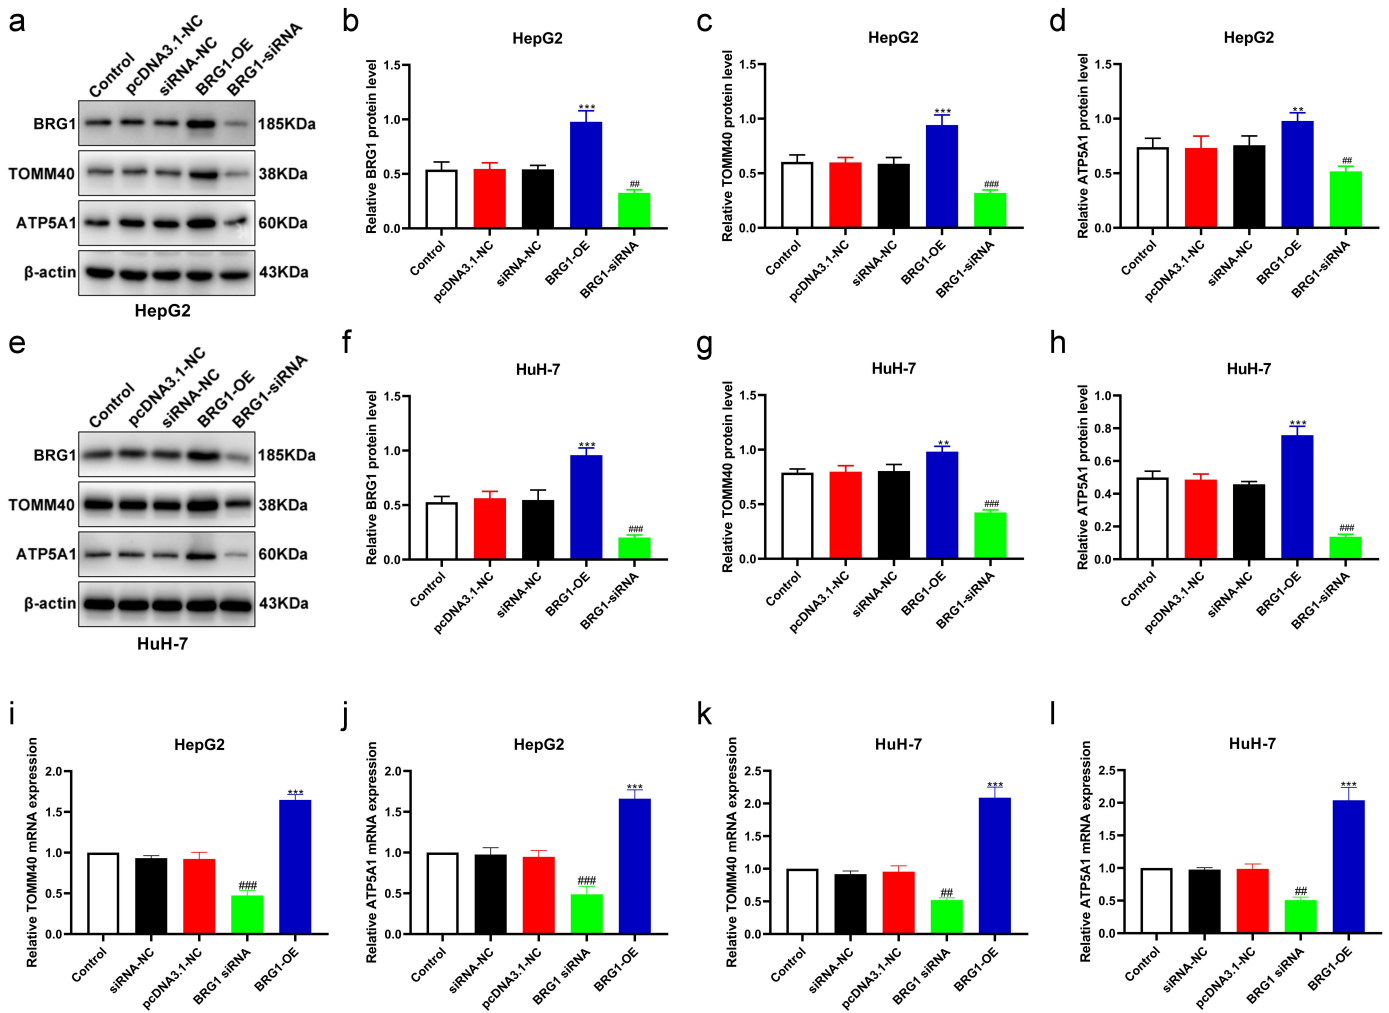 a
Control
pcDNA3.1-NC
siRNA-NC
BRG1-OE
BRG1-siRNA
BRG1
185KDa
TOMM40
38KDa
ATP5A1
60KDa
β-actin
43KDa
HepG2
b
HepG2
Relative BRG1 protein level
1.5
1.0
0.5
0.0
***
##
Control
pcDNA3.1-NC
siRNA-NC
BRG1-OE
BRG1-siRNA
c
HepG2
Relative TOMM40 protein level
1.5
1.0
0.5
0.0
***
###
Control
pcDNA3.1-NC
siRNA-NC
BRG1-OE
BRG1-siRNA
d
HepG2
Relative ATP5A1 protein level
1.5
1.0
0.5
0.0
**
##
Control
pcDNA3.1-NC
siRNA-NC
BRG1-OE
BRG1-siRNA
e
Control
pcDNA3.1-NC
siRNA-NC
BRG1-OE
BRG1-siRNA
BRG1
185KDa
TOMM40
38KDa
ATP5A1
60KDa
β-actin
43KDa
HuH-7
f
HuH-7
Relative BRG1 protein level
1.5
1.0
0.5
0.0
***
###
Control
pcDNA3.1-NC
siRNA-NC
BRG1-OE
BRG1-siRNA
g
HuH-7
Relative TOMM40 protein level
1.5
1.0
0.5
0.0
**
###
Control
pcDNA3.1-NC
siRNA-NC
BRG1-OE
BRG1-siRNA
h
HuH-7
Relative ATP5A1 protein level
1.0
0.8
0.6
0.4
0.2
0.0
***
###
Control
pcDNA3.1-NC
siRNA-NC
BRG1-OE
BRG1-siRNA
i
HepG2
Relative TOMM40 mRNA expression
2.0
1.5
1.0
0.5
0.0
###
***
Control
siRNA-NC
pcDNA3.1-NC
BRG1 siRNA
BRG1-OE
j
HepG2
Relative ATP5A1 mRNA expression
2.0
1.5
1.0
0.5
0.0
###
***
Control
siRNA-NC
pcDNA3.1-NC
BRG1 siRNA
BRG1-OE
k
HuH-7
Relative TOMM40 mRNA expression
2.5
2.0
1.5
1.0
0.5
0.0
##
***
Control
siRNA-NC
pcDNA3.1-NC
BRG1 siRNA
BRG1-OE
l
HuH-7
Relative ATP5A1 mRNA expression
2.5
2.0
1.5
1.0
0.5
0.0
##
***
Control
siRNA-NC
pcDNA3.1-NC
BRG1 siRNA
BRG1-OE